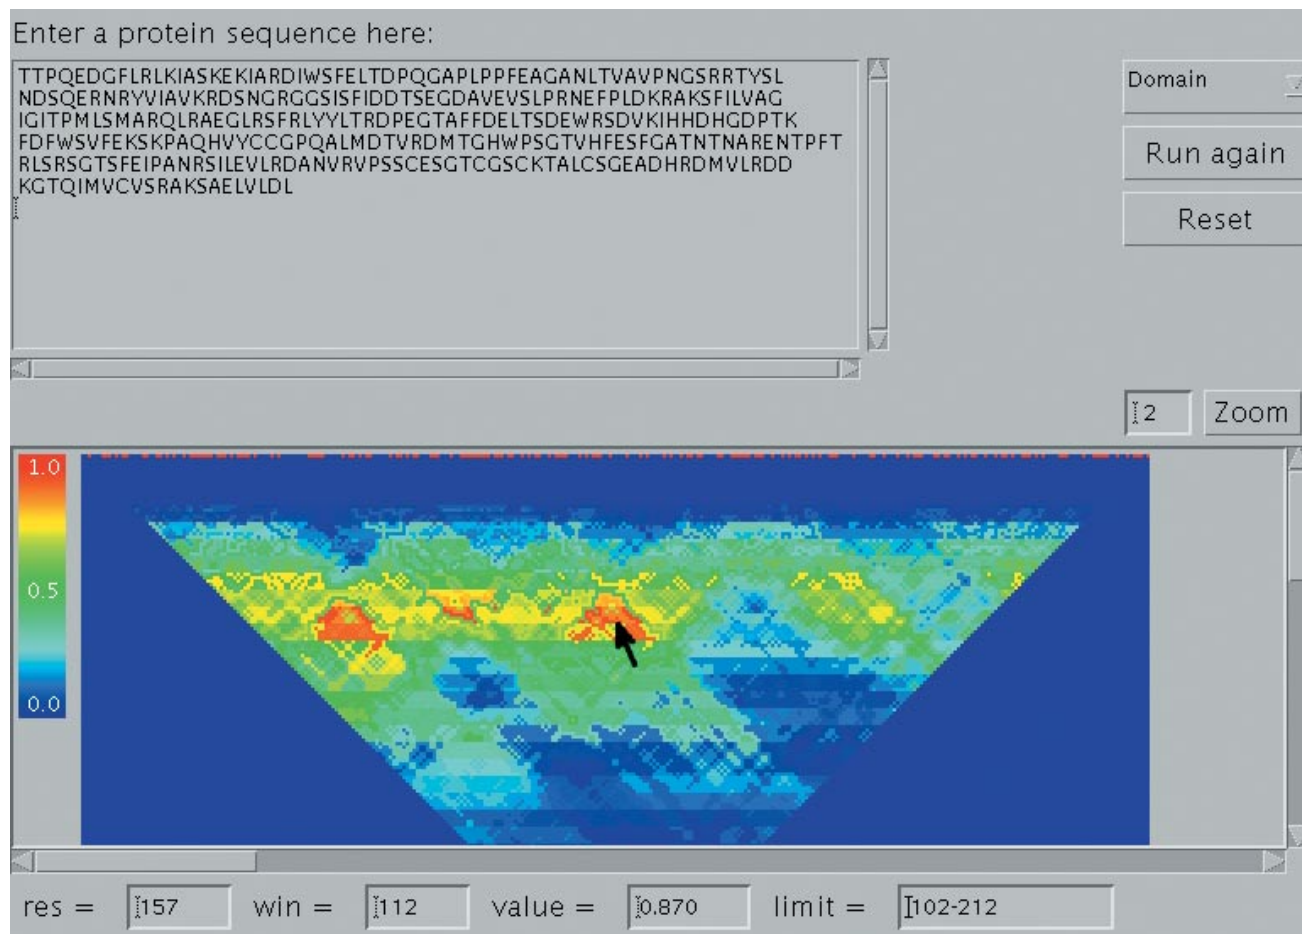 Enter a protein sequence here:
TTPQEDGFLRLKIASKEKIARDIWSFELTDPQGAPLPPFEAGANLTVAVPNGSRRTYSL
NDSQERNRYVIAVKRDSNGRGGSISFIDDTSEGDAVEVSLPRNEFPLDKRAKSFILVAG
IGITPMLSMARQLRAEGLRSFRLYYLTRDPEGTAFFDELTSDEWRSDVKIHHDHGDPTK
FDFWSVFEKSKPAQHVYCCGPQALMDTVRDMTGHWPSGTVHFESFGATNTNARENTPFT
RLSRSGTSFEIPANRSILEVLRDANVRVPSSCESGTCGSCKTALCSGEADHRDMVLRDD
KGTQIMVCVSRAKSAELVLDL
Domain
Run again
Reset
2 Zoom
1.0
0.5
0.0
res = 157 win = 112 value = 0.870 limit = 102-212